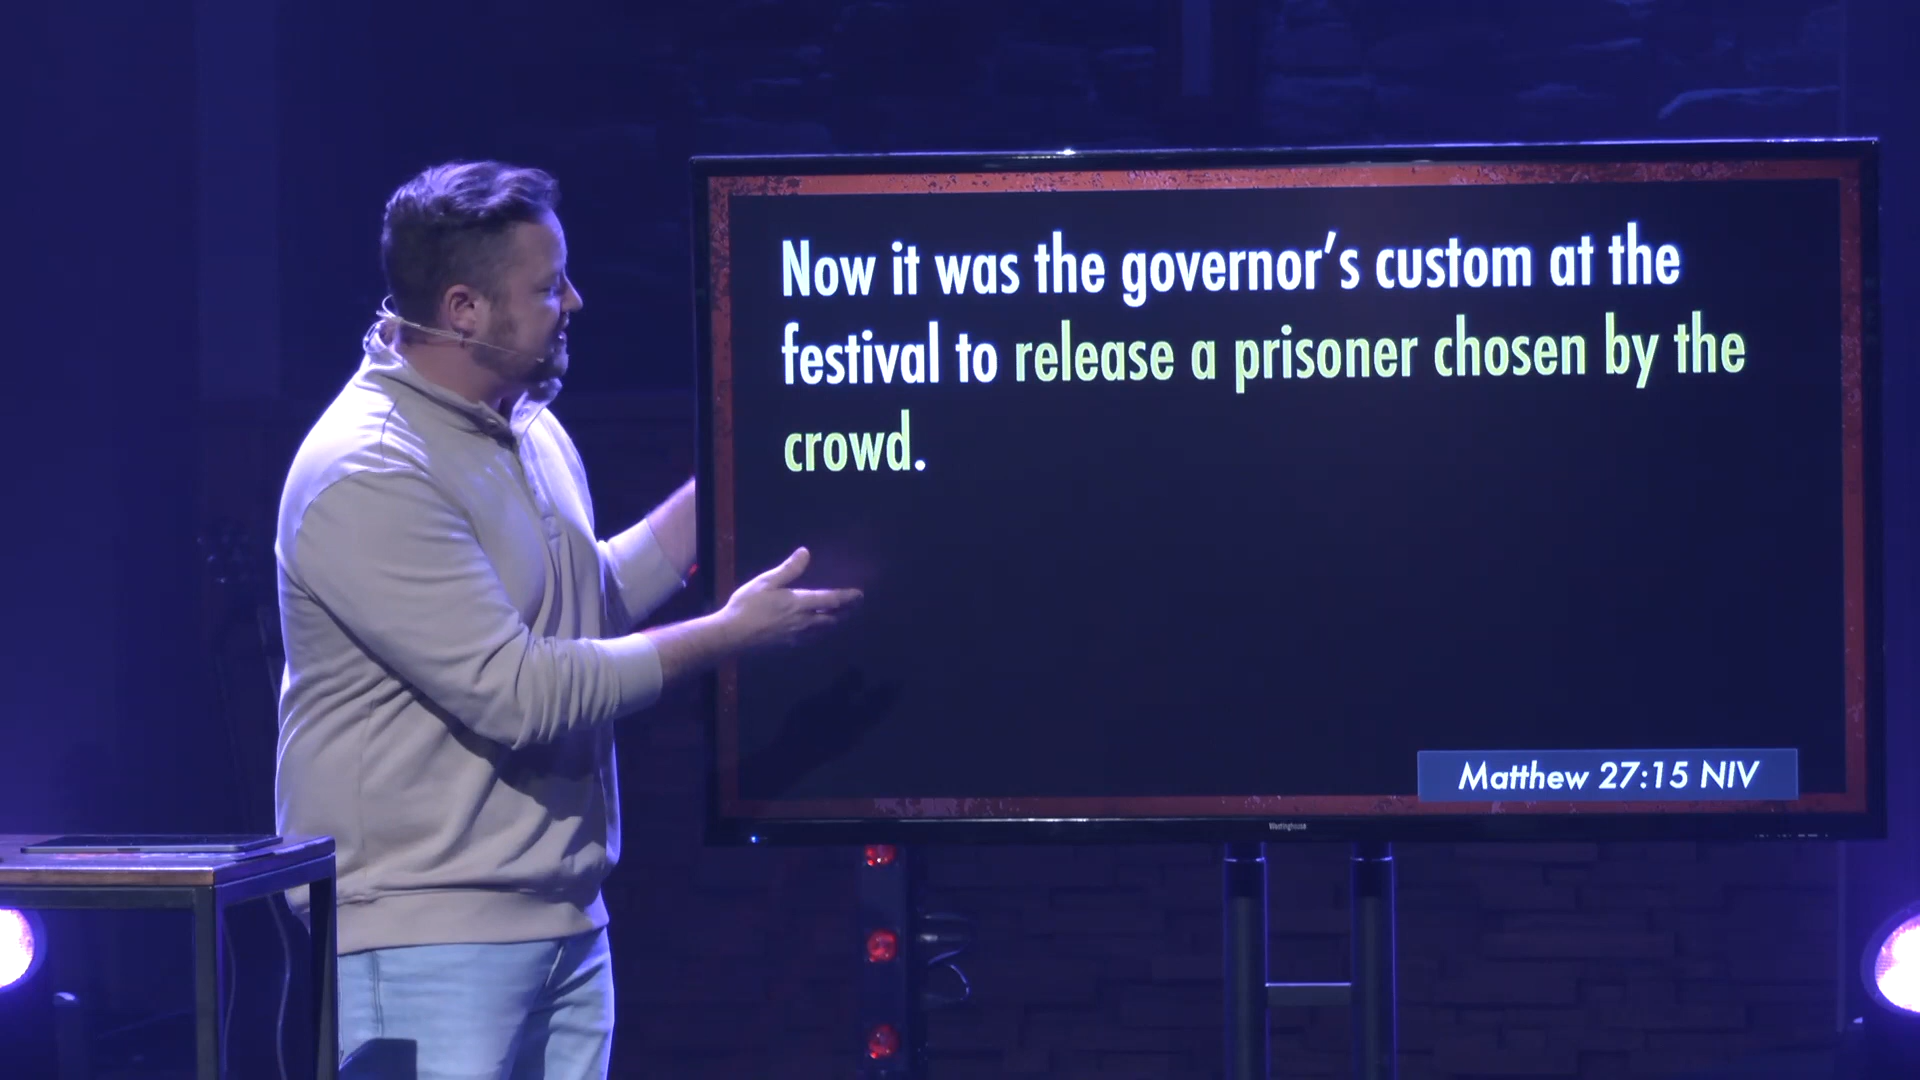 Now it was the governor’s custom at the
festival to release a prisoner chosen by the
crowd.
Matthew 27:15 NIV
Westinghouse